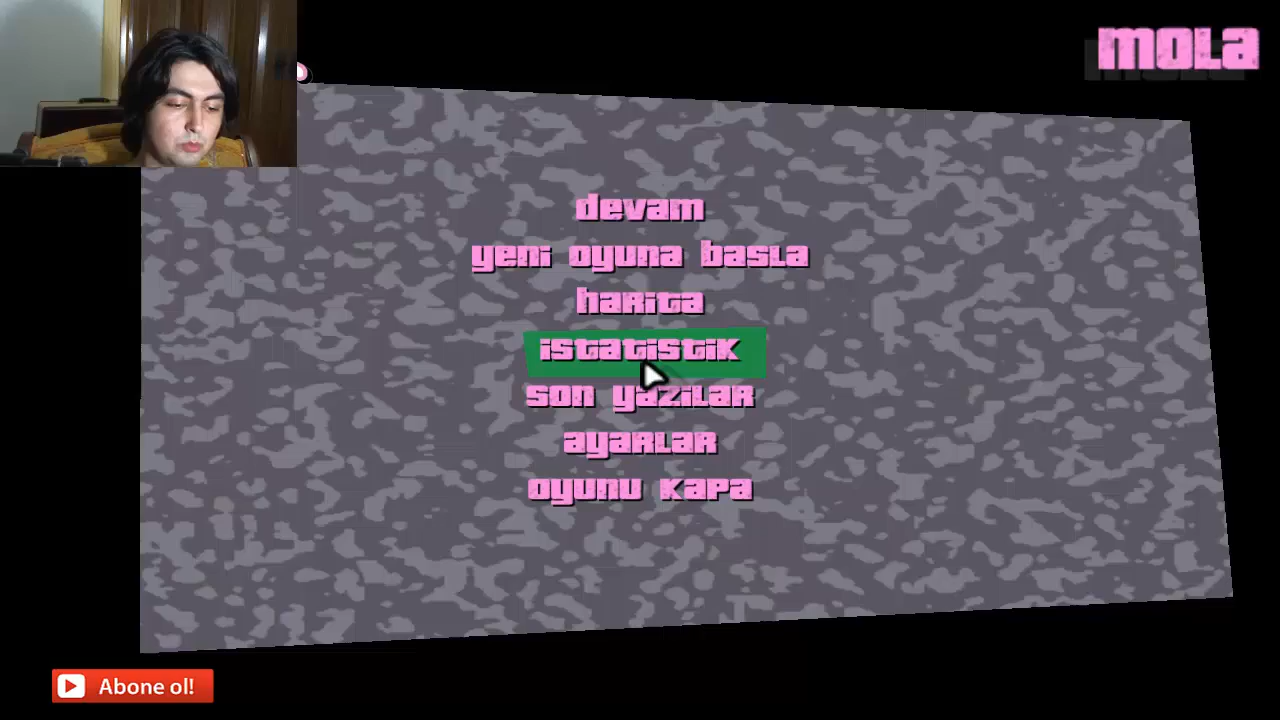 mola
devam
yeni oyuna basla
harita
istatistik
son yazilar
ayarlar
oyunu kapa
Abone ol!